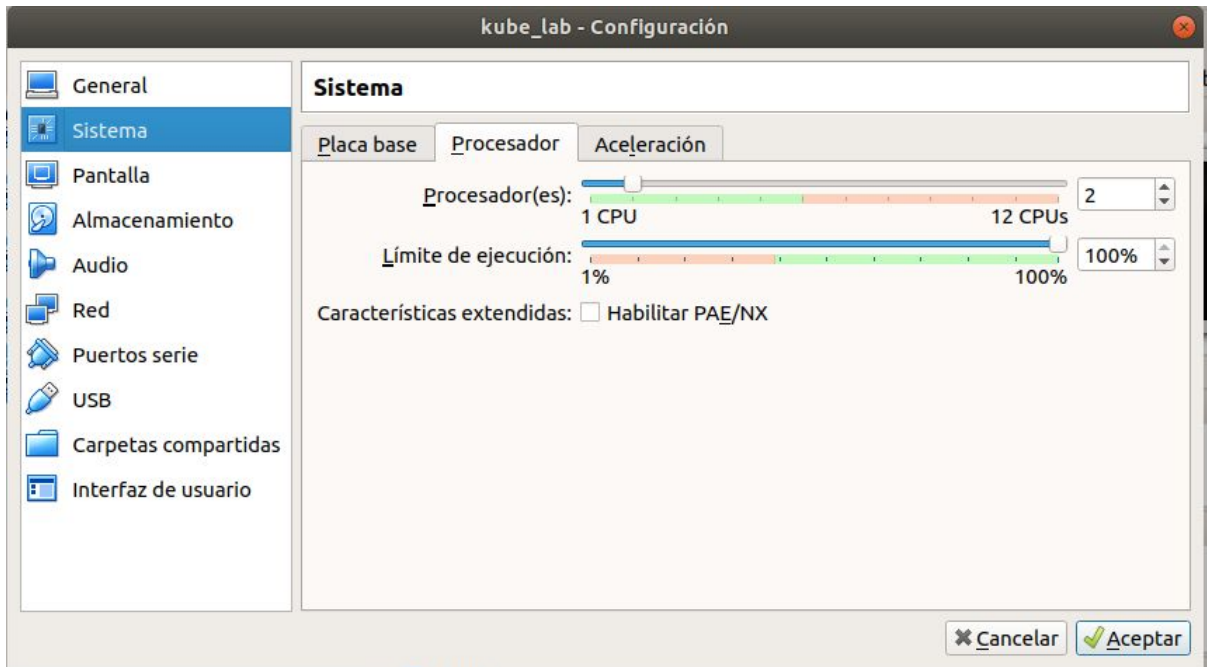 kube_lab - Configuración
General
Sistema
Pantalla
Almacenamiento
Audio
Red
Puertos serie
USB
Carpetas compartidas
Interfaz de usuario
Sistema
Placa base Procesador Aceleración
Procesador(es): 2
1 CPU 12 CPUs
Límite de ejecución: 100%
1% 100%
Características extendidas: Habilitar PAE/NX
Cancelar Aceptar